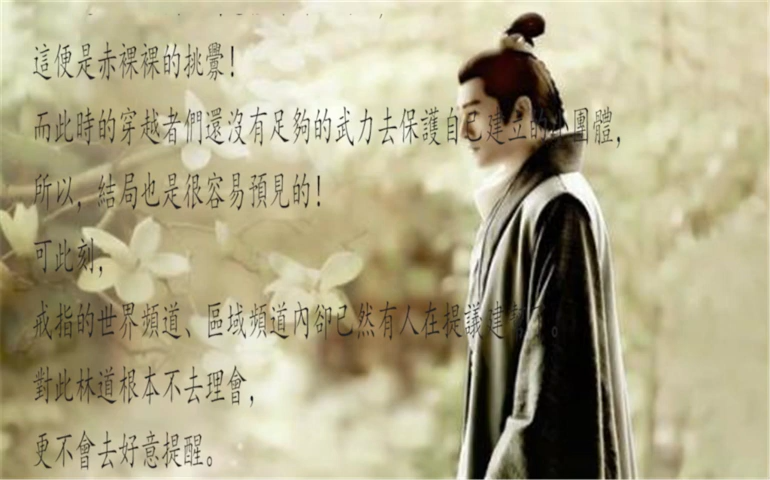 這便是赤裸裸的挑釁!
而此時的穿越者們還沒有足夠的武力去保護自己建立的小團體,
所以, 結局也是很容易預見的!
可此刻,
戒指的世界頻道、區域頻道內卻已然有人在提議建
對此林道根本不去理會,
更不會去好意提醒。